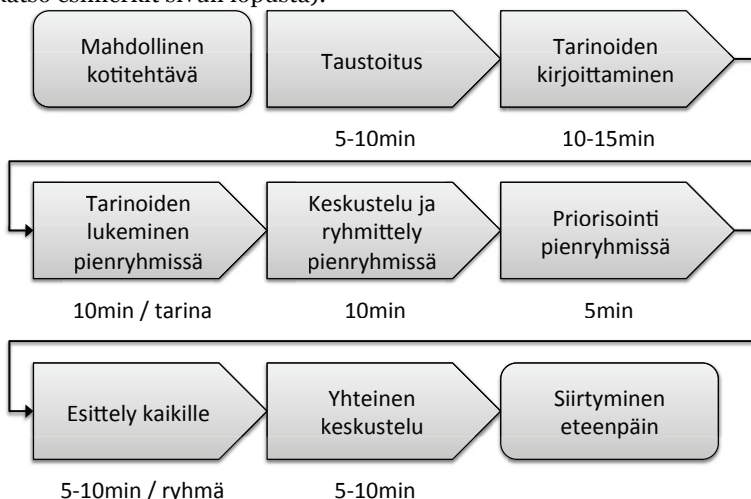 katso esimerkit sivun lopusta).
Mahdollinen
kotitehtävä
Taustoitus
Tarinoiden
kirjoittaminen
5-10min
10-15min
Tarinoiden
lukeminen
pienryhmissä
Keskustelu ja
ryhmittely
pienryhmissä
Priorisointi
pienryhmissä
10min / tarina
10min
5min
Esittely kaikille
Yhteinen
keskustelu
Siirtyminen
eteenpäin
5-10min / ryhmä
5-10min